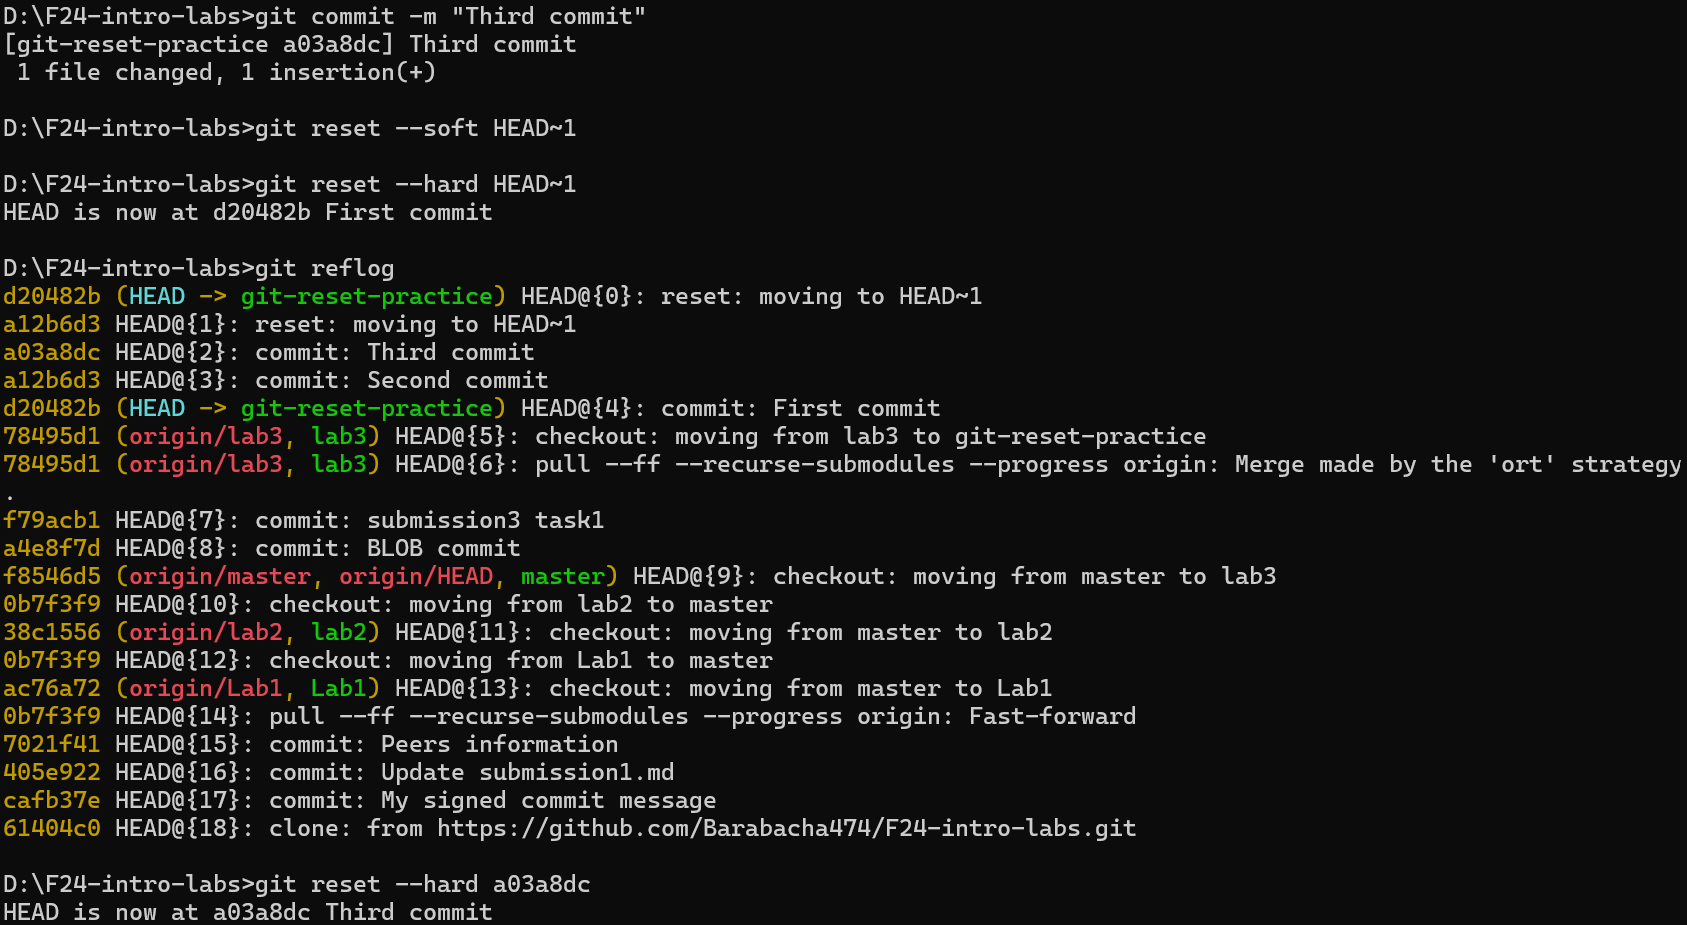 D:\F24-intro-labs>git commit -m "Third commit"
[git-reset-practice a03a8dc] Third commit
 1 file changed, 1 insertion(+)
D:\F24-intro-labs>git reset --soft HEAD~1
D:\F24-intro-labs>git reset --hard HEAD~1
HEAD is now at d20482b First commit
D:\F24-intro-labs>git reflog
d20482b (HEAD -> git-reset-practice) HEAD@{0}: reset: moving to HEAD~1
a12b6d3 HEAD@{1}: reset: moving to HEAD~1
a03a8dc HEAD@{2}: commit: Third commit
a12b6d3 HEAD@{3}: commit: Second commit
d20482b (HEAD -> git-reset-practice) HEAD@{4}: commit: First commit
78495d1 (origin/lab3, lab3) HEAD@{5}: checkout: moving from lab3 to git-reset-practice
78495d1 (origin/lab3, lab3) HEAD@{6}: pull --ff --recurse-submodules --progress origin: Merge made by the 'ort' strategy
.
f79acb1 HEAD@{7}: commit: submission3 task1
a4e8f7d HEAD@{8}: commit: BLOB commit
f8546d5 (origin/master, origin/HEAD, master) HEAD@{9}: checkout: moving from master to lab3
0b7f3f9 HEAD@{10}: checkout: moving from lab2 to master
38c1556 (origin/lab2, lab2) HEAD@{11}: checkout: moving from master to lab2
0b7f3f9 HEAD@{12}: checkout: moving from Lab1 to master
ac76a72 (origin/Lab1, Lab1) HEAD@{13}: checkout: moving from master to Lab1
0b7f3f9 HEAD@{14}: pull --ff --recurse-submodules --progress origin: Fast-forward
7021f41 HEAD@{15}: commit: Peers information
405e922 HEAD@{16}: commit: Update submission1.md
cafb37e HEAD@{17}: commit: My signed commit message
61404c0 HEAD@{18}: clone: from https://github.com/Barabacha474/F24-intro-labs.git
D:\F24-intro-labs>git reset --hard a03a8dc
HEAD is now at a03a8dc Third commit